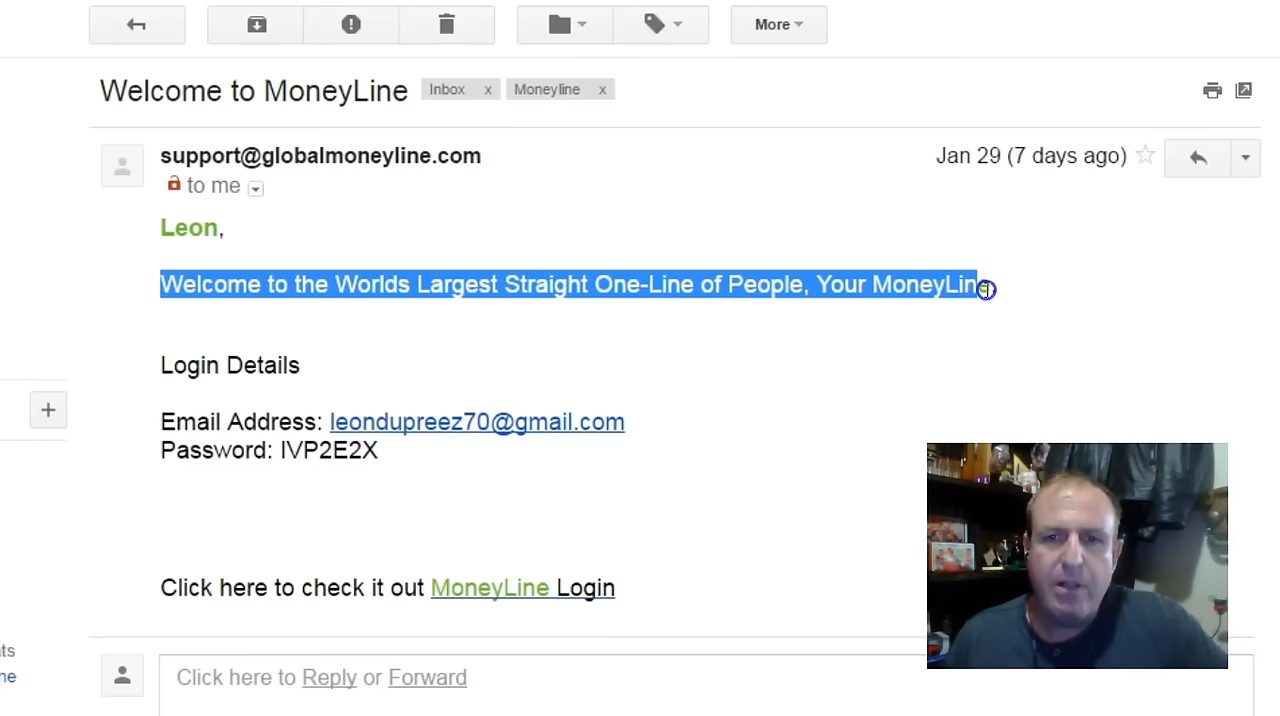 More
Welcome to MoneyLine Inbox x Moneyline x
support@globalmoneyline.com Jan 29 (7 days ago)
to me
Leon,
Welcome to the Worlds Largest Straight One-Line of People, Your MoneyLine
Login Details
Email Address: leondupreez70@gmail.com
Password: IVP2E2X
Click here to check it out MoneyLine Login
ts
ne
Click here to Reply or Forward